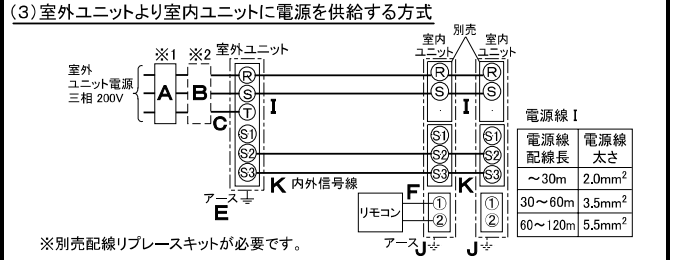 (3)室外ユニットより室内ユニットに電源を供給する方式
※1 ※2 室外ユニット
別売
室内
ユニット
室内
ユニット
室外
ユニット電源
三相 200V
A
B
C
R
S
T
S1
S2
S3
I
R
S
S1
S2
S3
I
R
S
S1
S2
S3
K 内外信号線
K
アース
E
F
リモコン
①
②
①
②
アース
J
J
※別売配線リプレースキットが必要です。
電源線 I
電源線 配線長 電源線 太さ
~30m 2.0mm²
30~60m 3.5mm²
60~120m 5.5mm²